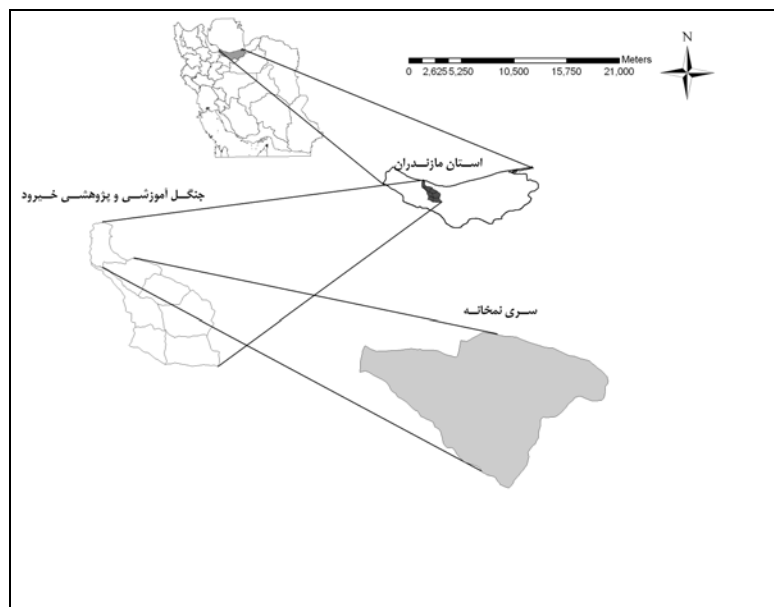 Meters
0 2,625 5,250 10,500 15,750 21,000
N
استان مازندران
جنگل آموزشی و پژوهشی خیرود
سری نمخانه